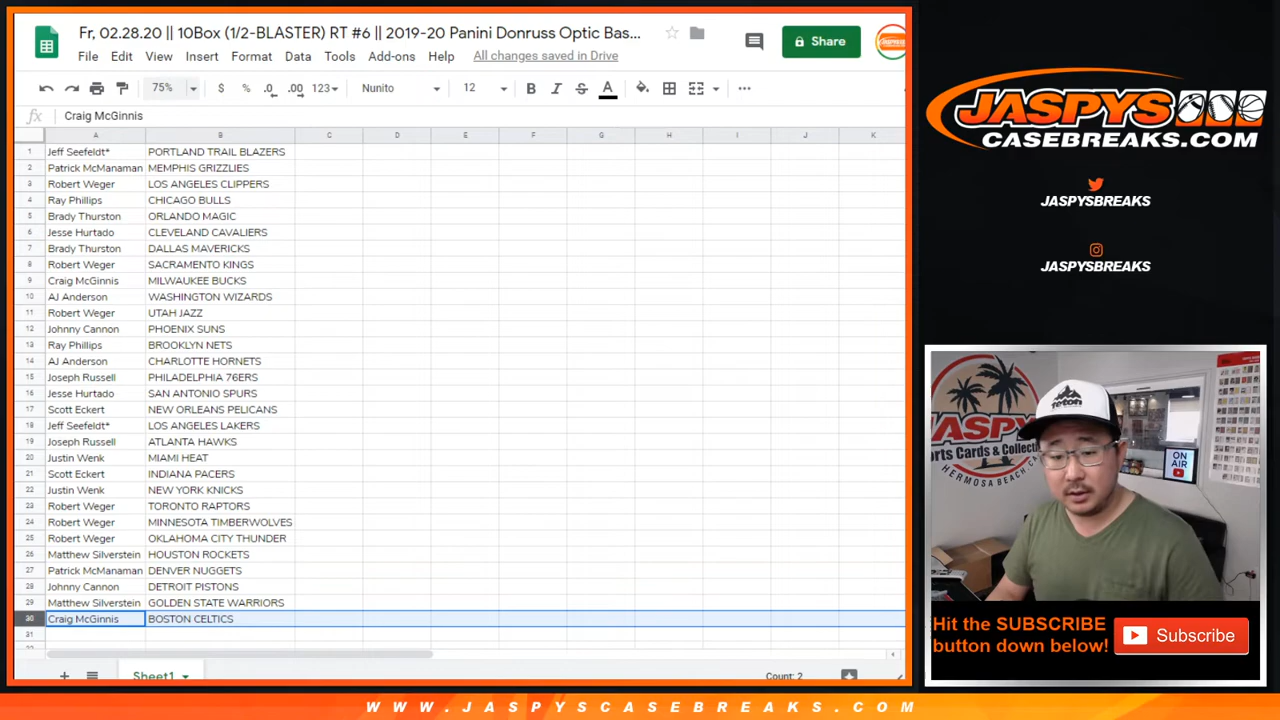 Fr, 02.28.20 || 10Box (1/2-BLASTER) RT #6 || 2019-20 Panini Donruss Optic Bas...
File Edit View Insert Format Data Tools Add-ons Help All changes saved in Drive
Share
75% $ % .0 .00 123 Nunito 12 B I S A
fx Craig McGinnis
A B C D E F G H I J K
1 Jeff Seefeldt* PORTLAND TRAIL BLAZERS
2 Patrick McManaman MEMPHIS GRIZZLIES
3 Robert Weger LOS ANGELES CLIPPERS
4 Ray Phillips CHICAGO BULLS
5 Brady Thurston ORLANDO MAGIC
6 Jesse Hurtado CLEVELAND CAVALIERS
7 Brady Thurston DALLAS MAVERICKS
8 Robert Weger SACRAMENTO KINGS
9 Craig McGinnis MILWAUKEE BUCKS
10 AJ Anderson WASHINGTON WIZARDS
11 Robert Weger UTAH JAZZ
12 Johnny Cannon PHOENIX SUNS
13 Ray Phillips BROOKLYN NETS
14 AJ Anderson CHARLOTTE HORNETS
15 Joseph Russell PHILADELPHIA 76ERS
16 Jesse Hurtado SAN ANTONIO SPURS
17 Scott Eckert NEW ORLEANS PELICANS
18 Jeff Seefeldt* LOS ANGELES LAKERS
19 Joseph Russell ATLANTA HAWKS
20 Justin Wenk MIAMI HEAT
21 Scott Eckert INDIANA PACERS
22 Justin Wenk NEW YORK KNICKS
23 Robert Weger TORONTO RAPTORS
24 Robert Weger MINNESOTA TIMBERWOLVES
25 Robert Weger OKLAHOMA CITY THUNDER
26 Matthew Silverstein HOUSTON ROCKETS
27 Patrick McManaman DENVER NUGGETS
28 Johnny Cannon DETROIT PISTONS
29 Matthew Silverstein GOLDEN STATE WARRIORS
30 Craig McGinnis BOSTON CELTICS
31
Sheet1 Count: 2
JASPYS
CASEBREAKS.COM
JASPYSBREAKS
JASPYSBREAKS
JASPY
Sports Cards & Collecti
HERMOSA BEACH, CA
Teton
ON
AIR
Hit the SUBSCRIBE
button down below!
Subscribe
WWW.JASPYSCASEBREAKS.COM